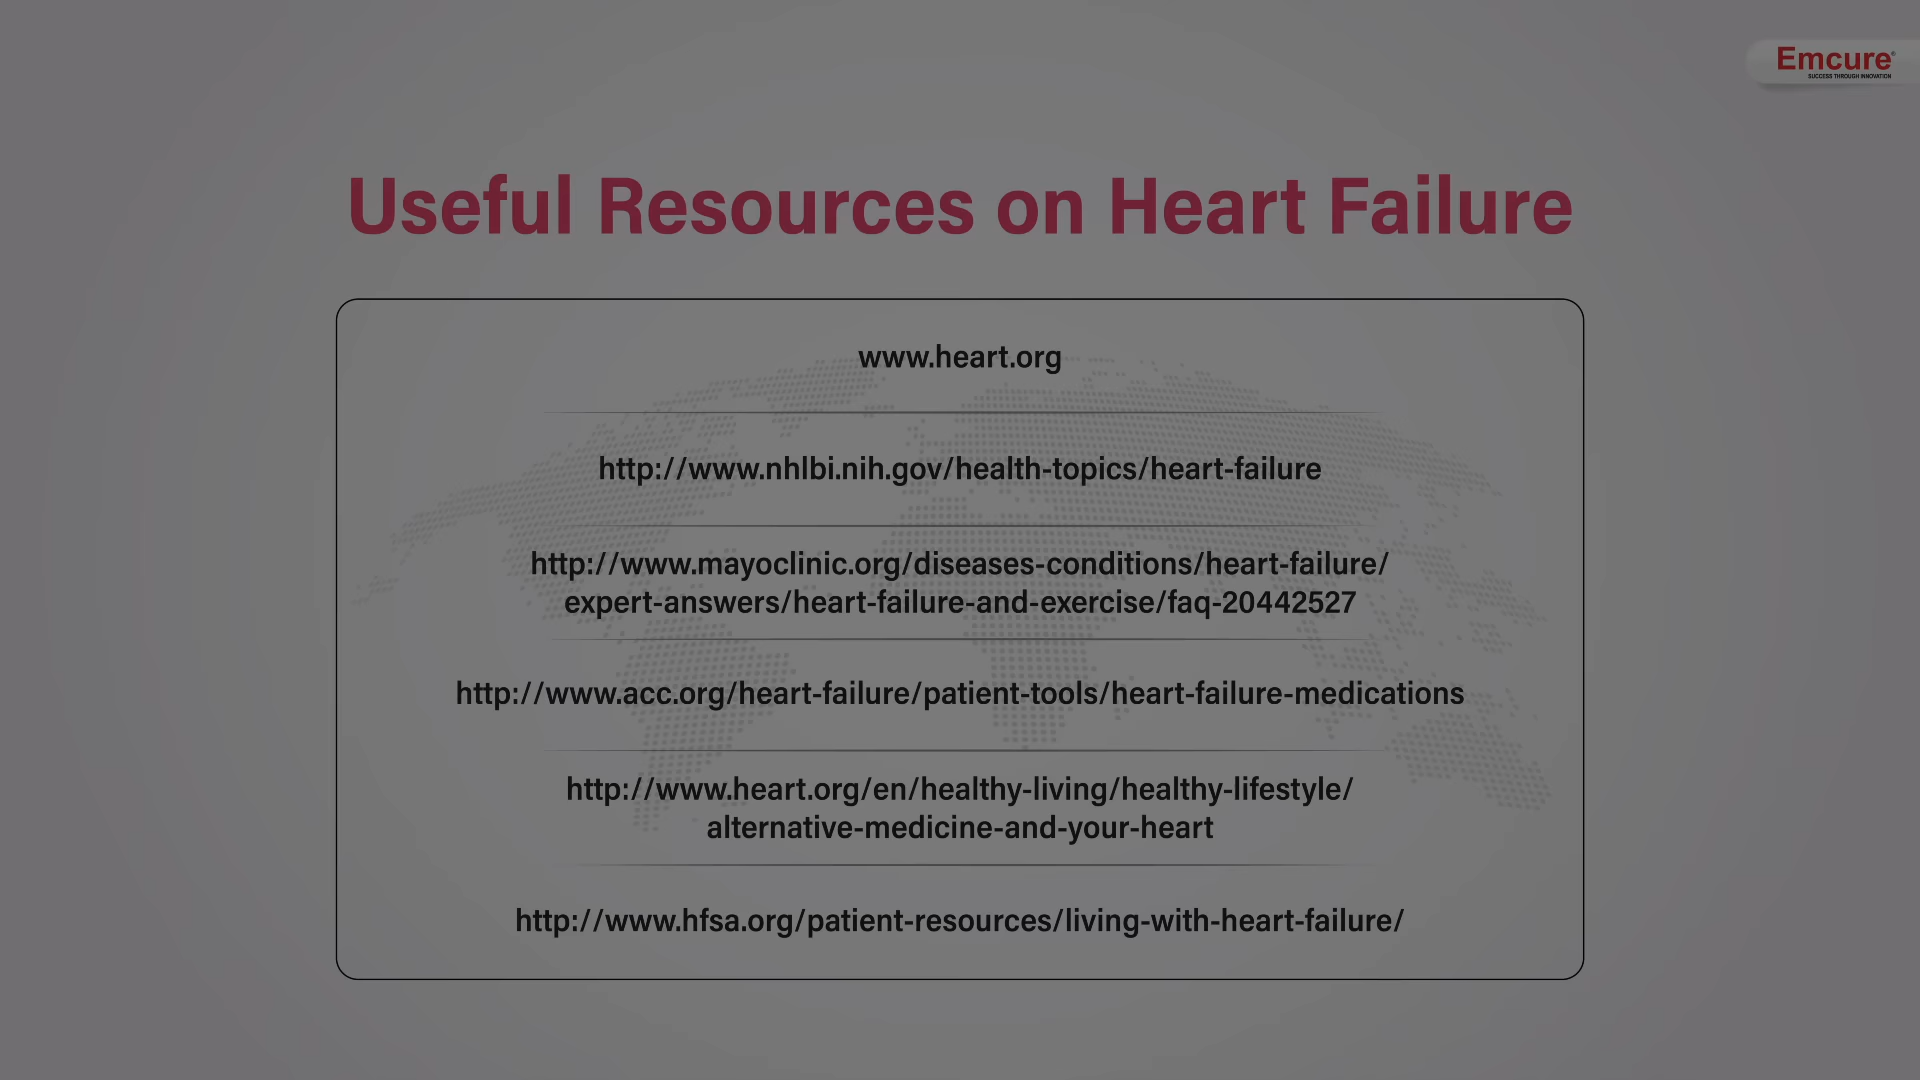 Emcure®
SUCCESS THROUGH INNOVATION
Useful Resources on Heart Failure
www.heart.org
http://www.nhlbi.nih.gov/health-topics/heart-failure
http://www.mayoclinic.org/diseases-conditions/heart-failure/
expert-answers/heart-failure-and-exercise/faq-20442527
http://www.acc.org/heart-failure/patient-tools/heart-failure-medications
http://www.heart.org/en/healthy-living/healthy-lifestyle/
alternative-medicine-and-your-heart
http://www.hfsa.org/patient-resources/living-with-heart-failure/